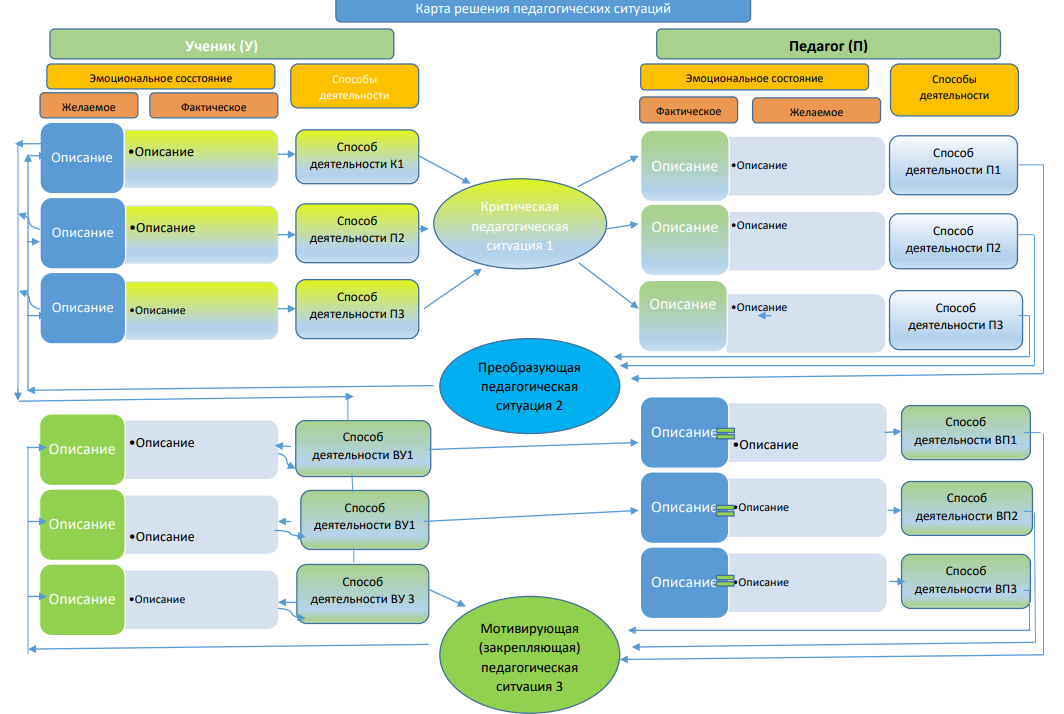 Карта решения педагогических ситуаций
Ученик (У)
Педагог (П)
Эмоциональное сосстояние
Способы
деятельности
Эмоциональное состояние
Способы
деятельности
Желаемое
Фактическое
Фактическое
Желаемое
Описание
•Описание
Способ
деятельности К1
Описание
•Описание
Способ
деятельности П1
Описание
•Описание
Способ
деятельности П2
Критическая
педагогическая
ситуация 1
Описание
•Описание
Способ
деятельности П2
Описание
•Описание
Способ
деятельности П3
Описание
•Описание
Способ
деятельности П3
Преобразующая
педагогическая
ситуация 2
Описание
•Описание
Способ
деятельности ВУ1
Описание
•Описание
Способ
деятельности ВП1
Описание
•Описание
Способ
деятельности ВУ1
Описание
•Описание
Способ
деятельности ВП2
Описание
•Описание
Способ
деятельности ВУ 3
Описание
•Описание
Способ
деятельности ВП3
Мотивирующая
(закрепляющая)
педагогическая
ситуация 3